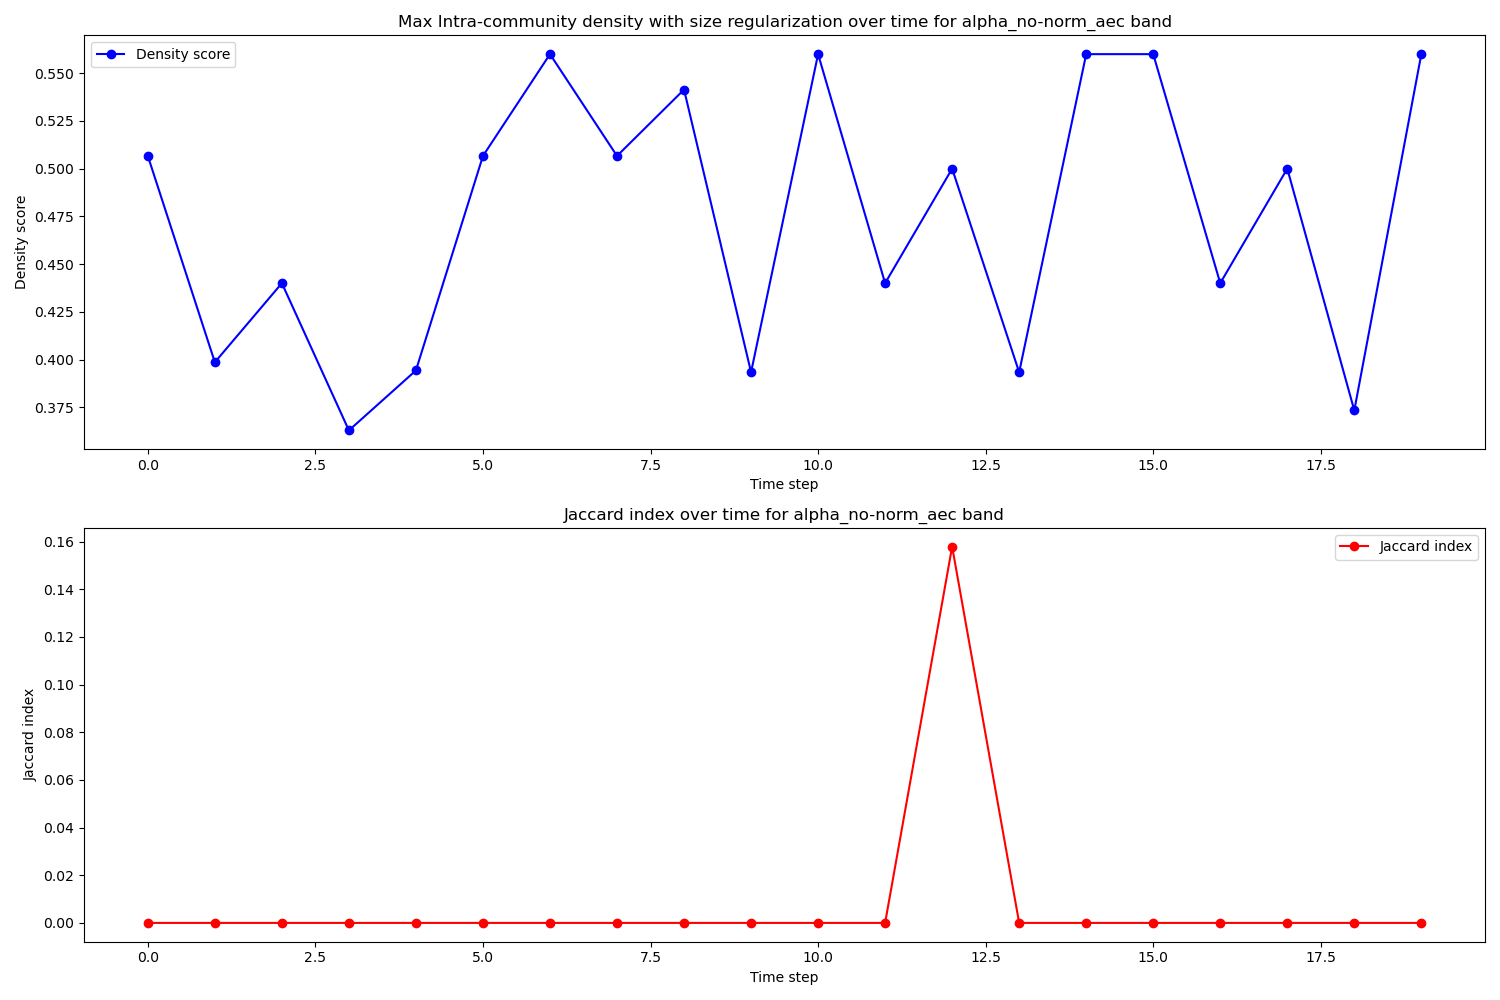 Max Intra-community density with size regularization over time for alpha_no-norm_aec band
Density score
0.550
0.525
0.500
0.475
0.450
0.425
0.400
0.375
Density score
0.0 2.5 5.0 7.5 10.0 12.5 15.0 17.5
Time step
Jaccard index over time for alpha_no-norm_aec band
Jaccard index
0.16
0.14
0.12
0.10
0.08
0.06
0.04
0.02
0.00
Jaccard index
0.0 2.5 5.0 7.5 10.0 12.5 15.0 17.5
Time step